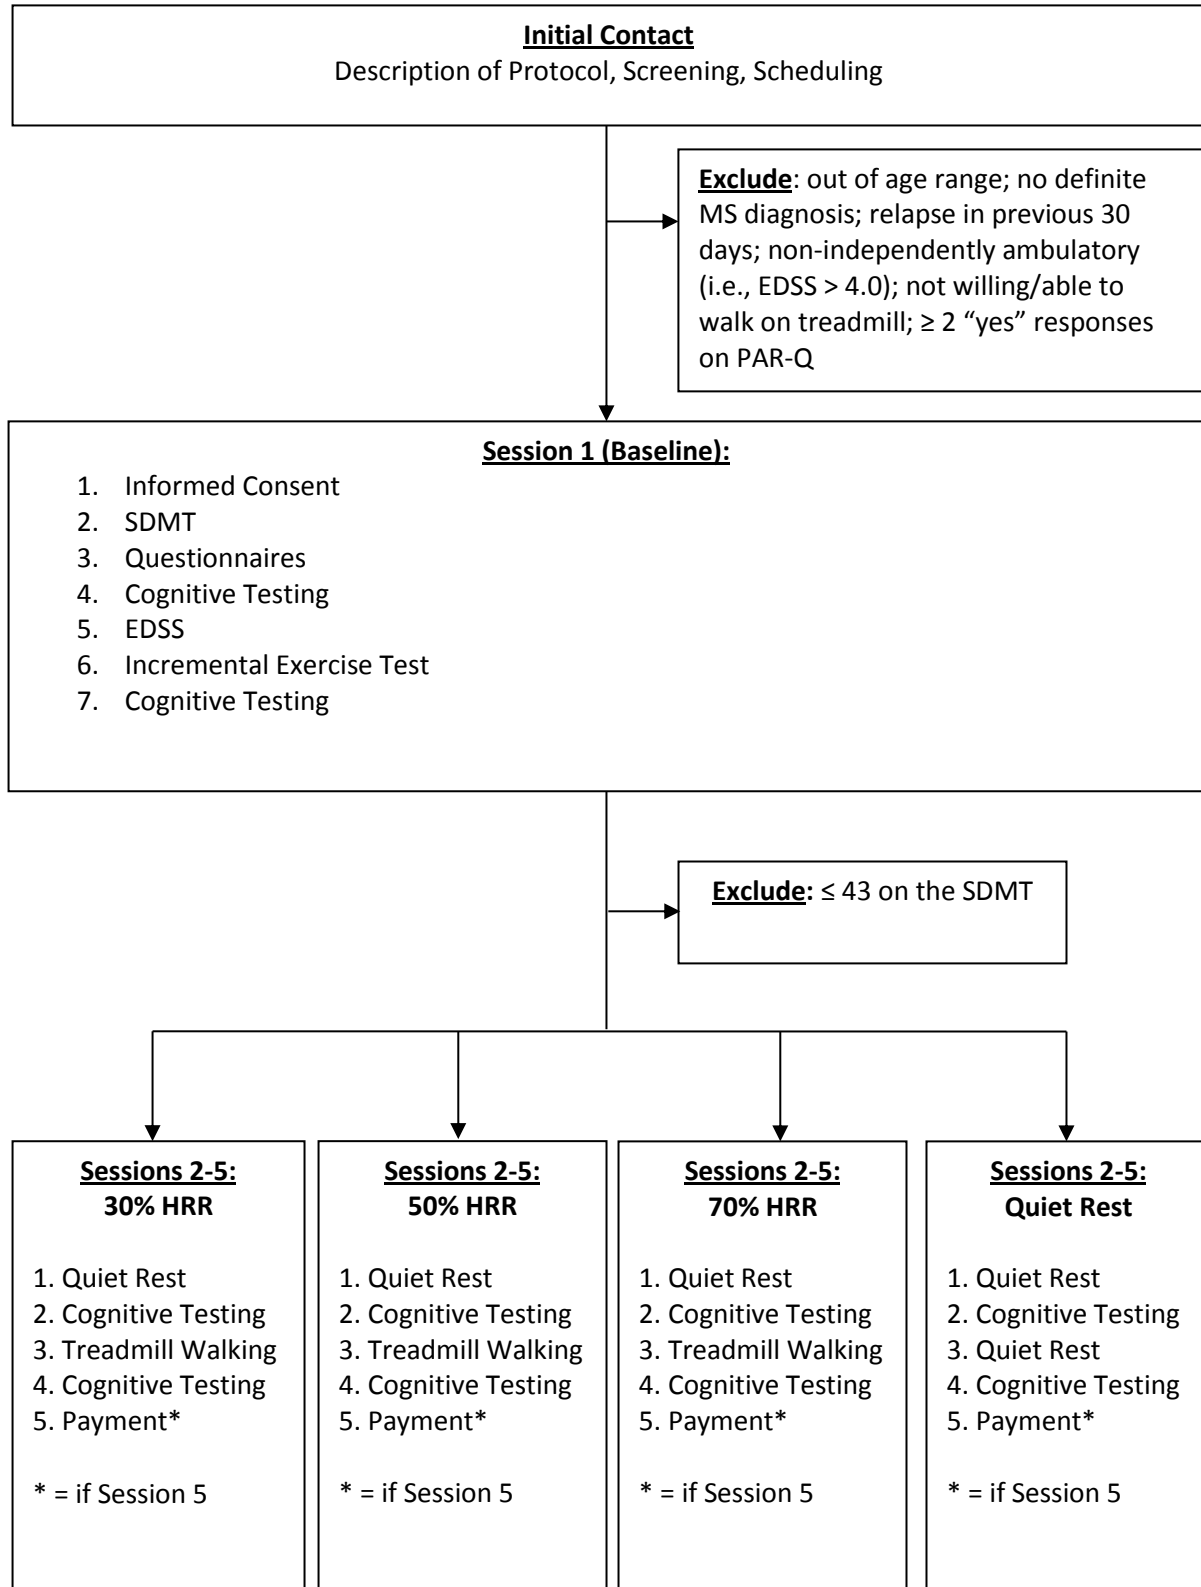 Initial Contact
Description of Protocol, Screening, Scheduling
Exclude: out of age range; no definite
MS diagnosis; relapse in previous 30
days; non-independently ambulatory
(i.e., EDSS > 4.0); not willing/able to
walk on treadmill; ≥ 2 “yes” responses
on PAR-Q
Session 1 (Baseline):
1. Informed Consent
2. SDMT
3. Questionnaires
4. Cognitive Testing
5. EDSS
6. Incremental Exercise Test
7. Cognitive Testing
Exclude: ≤ 43 on the SDMT
Sessions 2-5:
30% HRR
1. Quiet Rest
2. Cognitive Testing
3. Treadmill Walking
4. Cognitive Testing
5. Payment*
* = if Session 5
Sessions 2-5:
50% HRR
1. Quiet Rest
2. Cognitive Testing
3. Treadmill Walking
4. Cognitive Testing
5. Payment*
* = if Session 5
Sessions 2-5:
70% HRR
1. Quiet Rest
2. Cognitive Testing
3. Treadmill Walking
4. Cognitive Testing
5. Payment*
* = if Session 5
Sessions 2-5:
Quiet Rest
1. Quiet Rest
2. Cognitive Testing
3. Quiet Rest
4. Cognitive Testing
5. Payment*
* = if Session 5